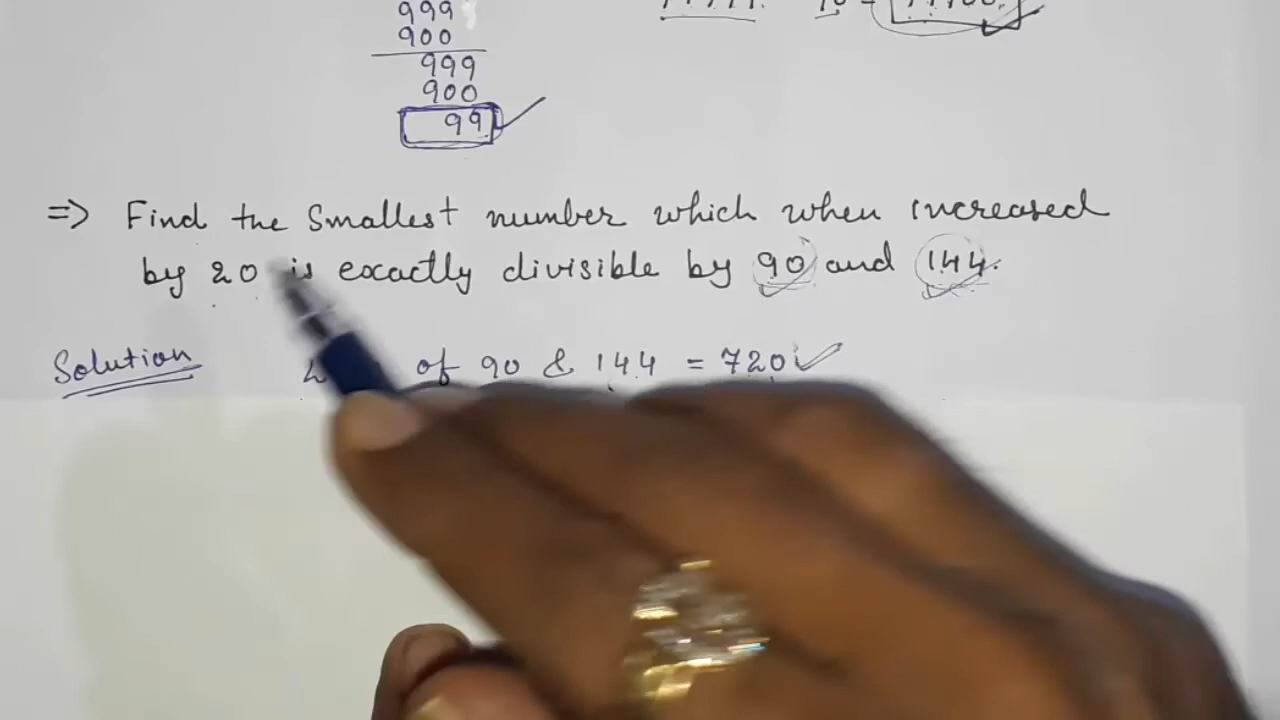 999
900
999
900
99
=> Find the Smallest number which when increased
by 20 is exactly divisible by 90 and 144.
Solution of 90 & 144 = 720